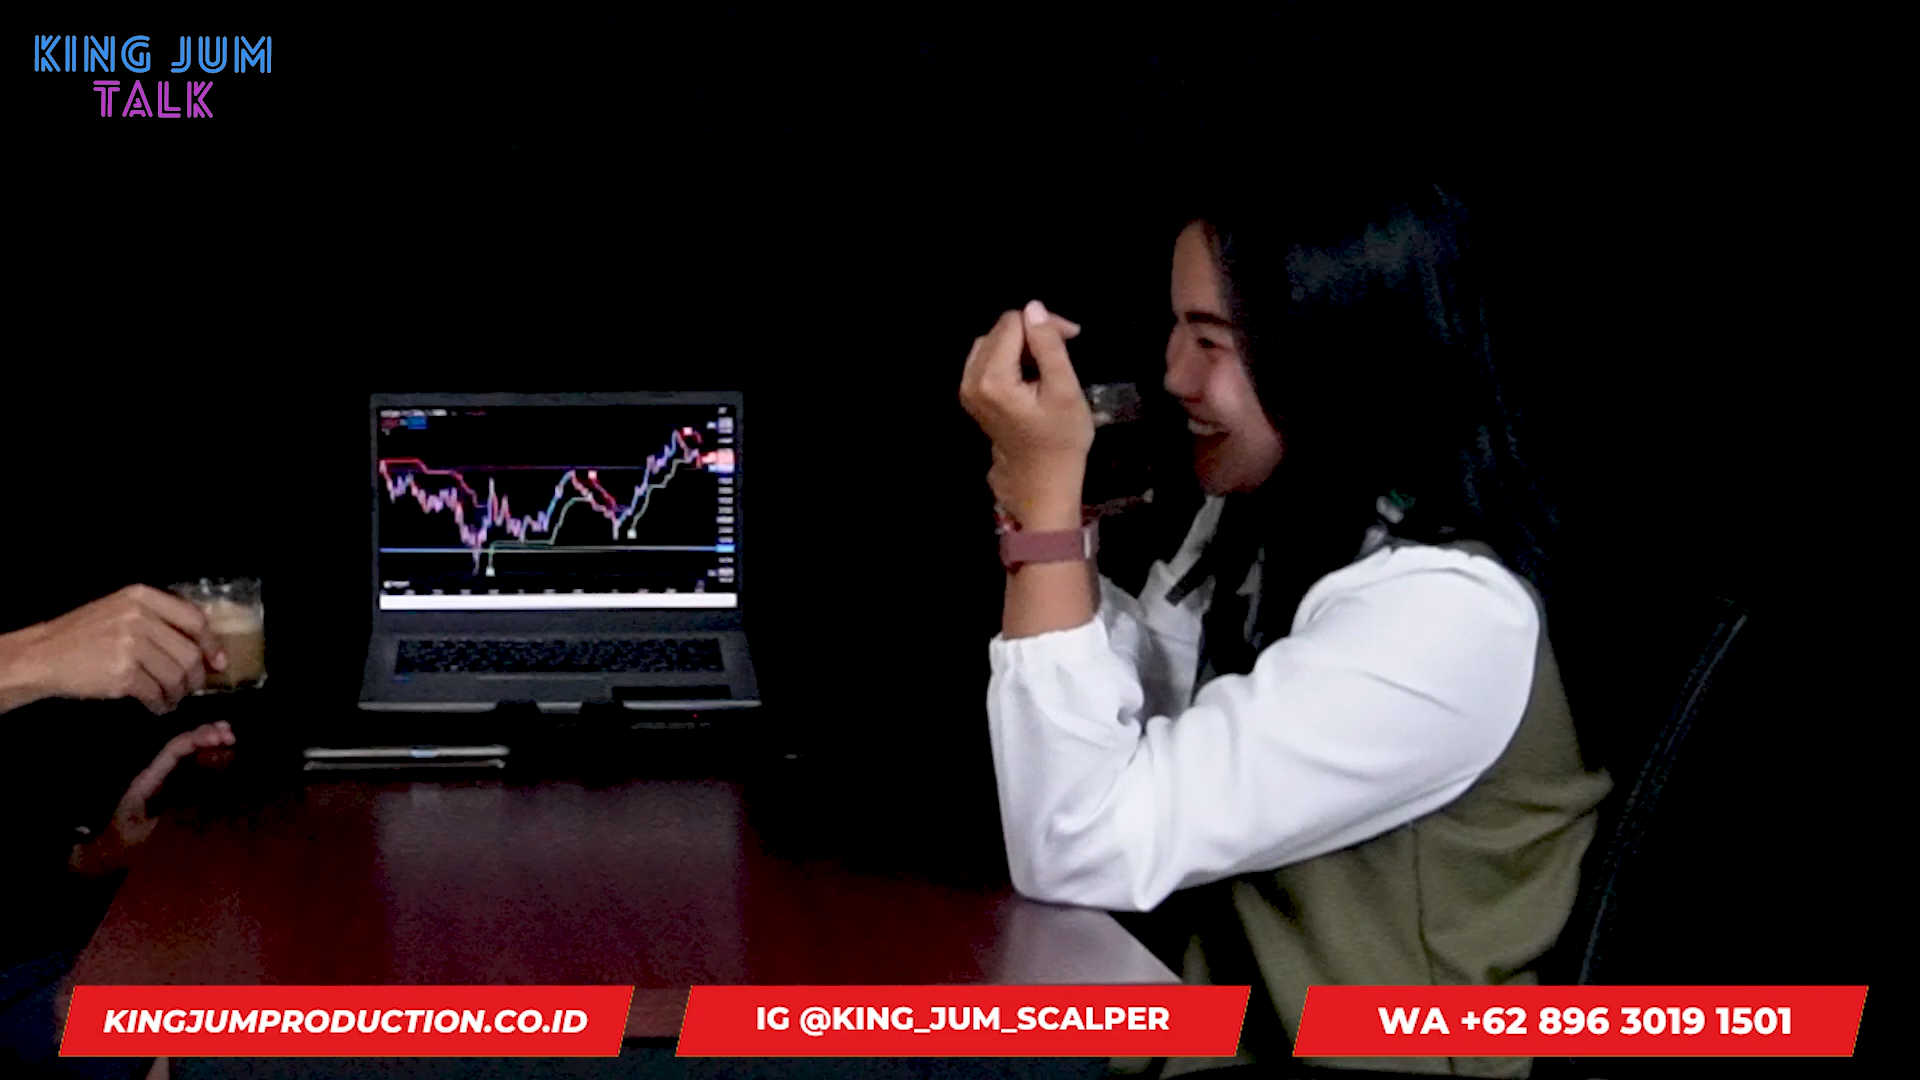 KING JUM
TALK
KINGJUMPRODUCTION.CO.ID
IG @KING_JUM_SCALPER
WA +62 896 3019 1501